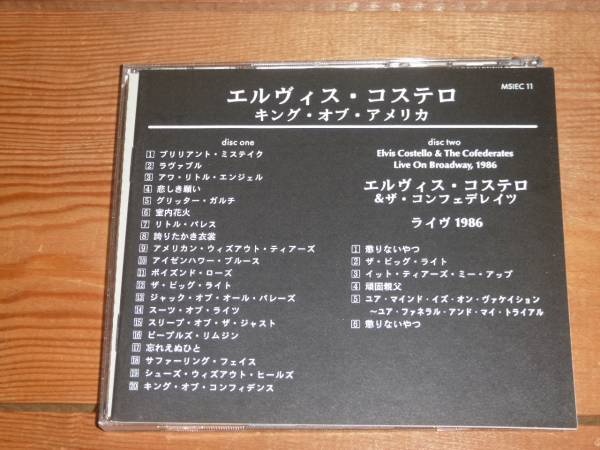 エルヴィス・コステロ
MSIEC 11
キング・オブ・アメリカ
disc one
1 ブリリアント・ミステイク
2 ラヴァブル
3 アワ・リトル・エンジェル
4 悲しき願い
5 グリッター・ガルチ
6 室内花火
7 リトル・パレス
8 誇りたかき衣裳
9 アメリカン・ウィズアウト・ティアーズ
10 アイゼンハワー・ブルース
11 ポイズンド・ローズ
12 ザ・ビッグ・ライト
13 ジャック・オブ・オール・パレーズ
14 スーツ・オブ・ライツ
15 スリープ・オブ・ザ・ジャスト
16 ピープルズ・リムジン
17 忘れえぬひと
18 サファーリング・フェイス
19 シューズ・ウィズアウト・ヒールズ
20 キング・オブ・コンフィデンス
disc two
Elvis Costello & The Cofederates
Live On Broadway, 1986
エルヴィス・コステロ
&ザ・コンフェデレイツ
ライヴ 1986
1 懲りないやつ
2 ザ・ビッグ・ライト
3 イット・ティアーズ・ミー・アップ
4 頑固親父
5 ユア・マインド・イズ・オン・ヴァケイション
～ユア・ファネラル・アンド・マイ・トライアル
6 懲りないやつ